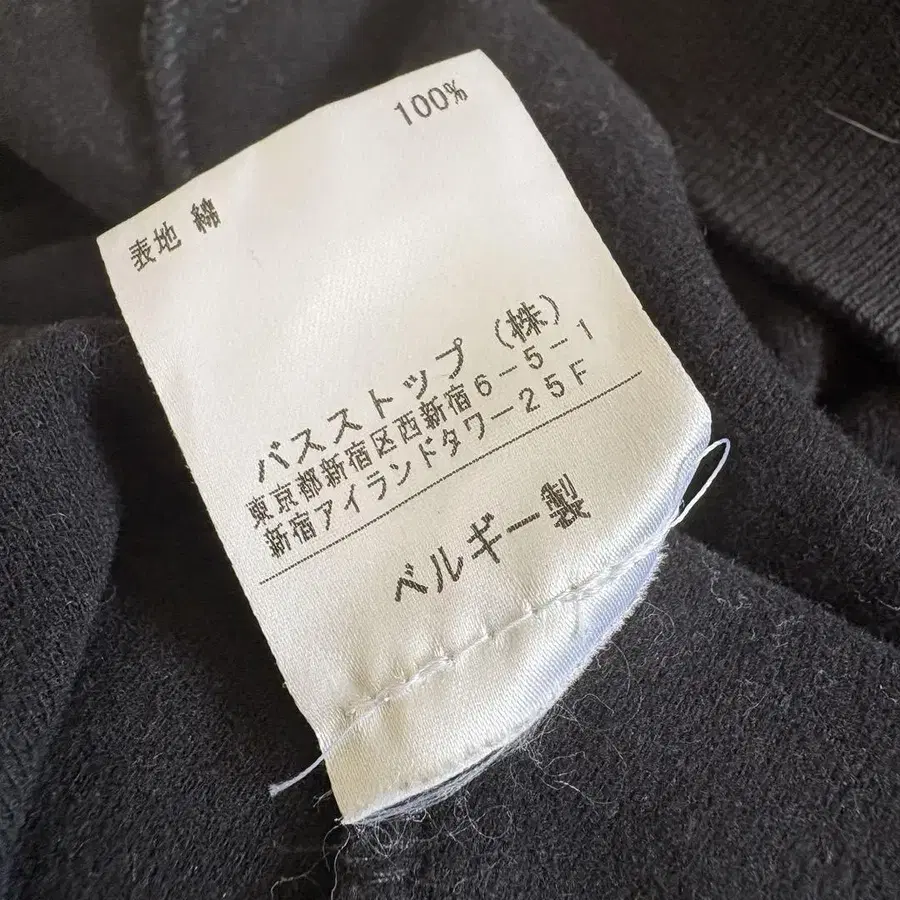 表地 綿 100%
バスストップ(株)
東京都新宿区西新宿6-5-1
新宿アイランドタワー25F
ベルギー製